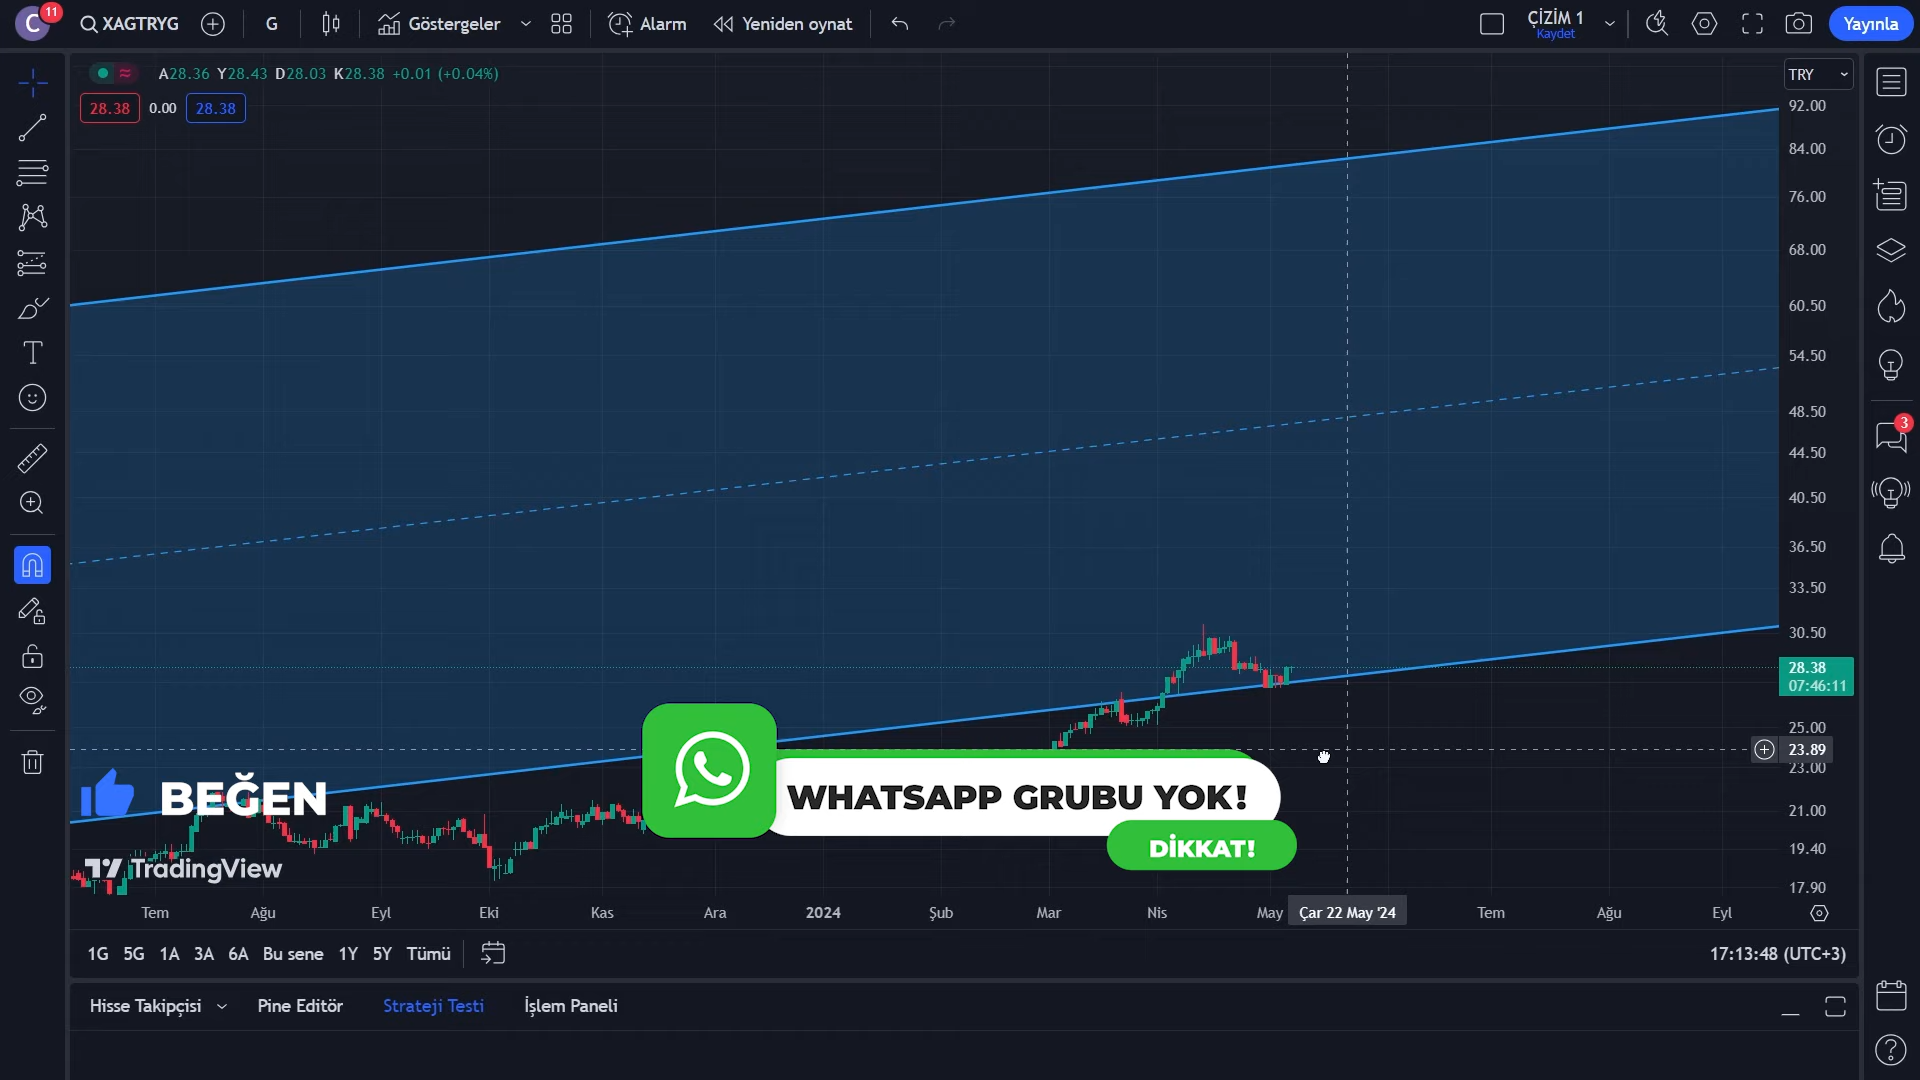 C
11
XAGTRYG
G
Göstergeler
Alarm
Yeniden oynat
ÇİZİM 1
Kaydet
Yayınla
A28.36 Y28.43 D28.03 K28.38 +0.01 (+0.04%)
28.38 0.00 28.38
TRY
92.00
84.00
76.00
68.00
60.50
54.50
48.50
44.50
40.50
36.50
33.50
30.50
28.38
07:46:11
25.00
23.89
23.00
21.00
19.40
17.90
3
BEĞEN
WHATSAPP GRUBU YOK!
DİKKAT!
TradingView
Tem Ağu Eyl Eki Kas Ara 2024 Şub Mar Nis May Çar 22 May '24 Tem Ağu Eyl
1G 5G 1A 3A 6A Bu sene 1Y 5Y Tümü
17:13:48 (UTC+3)
Hisse Takipçisi Pine Editör Strateji Testi İşlem Paneli